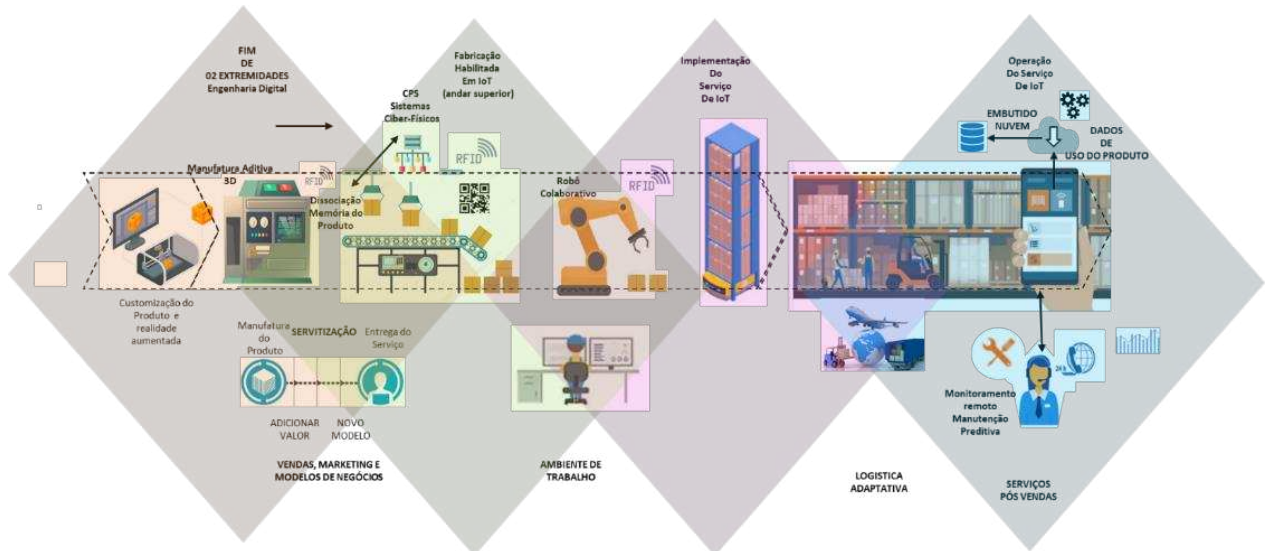 FIM
DE
02 EXTREMIDADES
Engenharia Digital
Fabricação
Habilitada
Em IoT
(andar superior)
Implementação
Do
Serviço
De IoT
Operação
Do Serviço
De IoT
CPS
Sistemas
Ciber-Físicos
EMBUTIDO
NUVEM
DADOS
DE
USO DO PRODUTO
Manufatura Aditiva
3D
RFID
RFID
RFID
Dissociação
Memória do
Produto
Robô
Colaborativo
Customização do
Produto e
realidade
aumentada
Manufatura
do
Produto
SERVITIZAÇÃO
Entrega do
Serviço
ADICIONAR
VALOR
NOVO
MODELO
Monitoramento
remoto
Manutenção
Preditiva
VENDAS, MARKETING E
MODELOS DE NEGÓCIOS
AMBIENTE DE
TRABALHO
LOGISTICA
ADAPTATIVA
SERVIÇOS
PÓS VENDAS